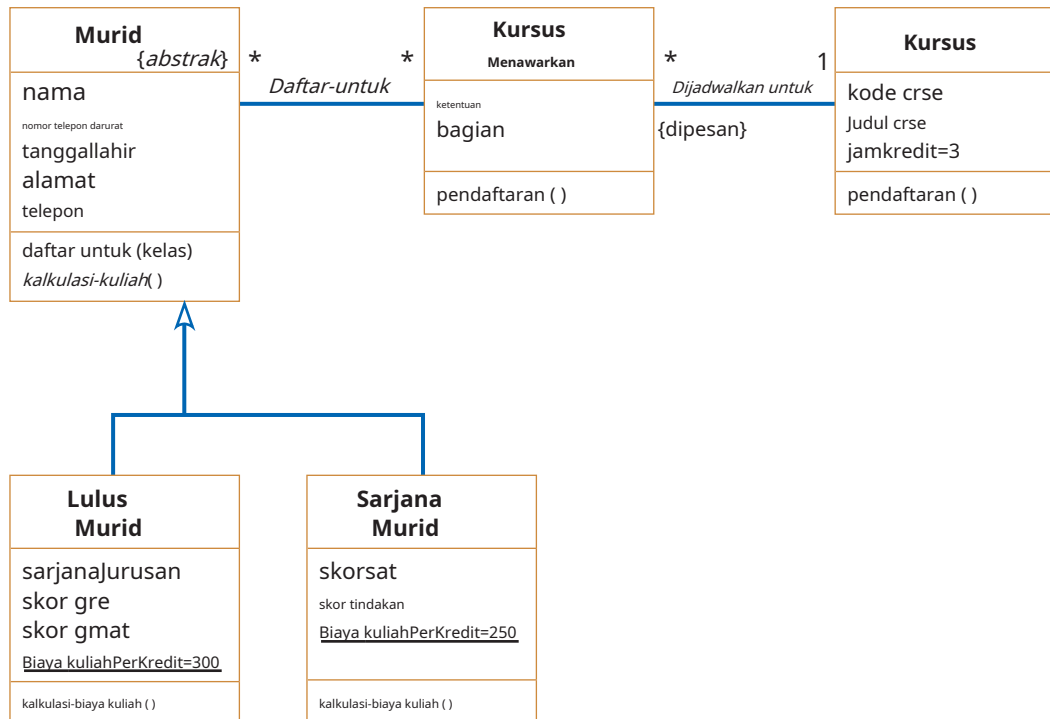 Murid
{abstrak}
nama
nomor telepon darurat
tanggallahir
alamat
telepon
daftar untuk (kelas)
kalkulasi-kuliah( )
* *
Daftar-untuk
Kursus
Menawarkan
ketentuan
bagian
pendaftaran ( )
* 1
Dijadwalkan untuk
{dipesan}
Kursus
kode crse
Judul crse
jamkredit=3
pendaftaran ( )
Lulus
Murid
sarjanaJurusan
skor gre
skor gmat
Biaya kuliahPerKredit=300
kalkulasi-biaya kuliah ( )
Sarjana
Murid
skorsat
skor tindakan
Biaya kuliahPerKredit=250
kalkulasi-biaya kuliah ( )